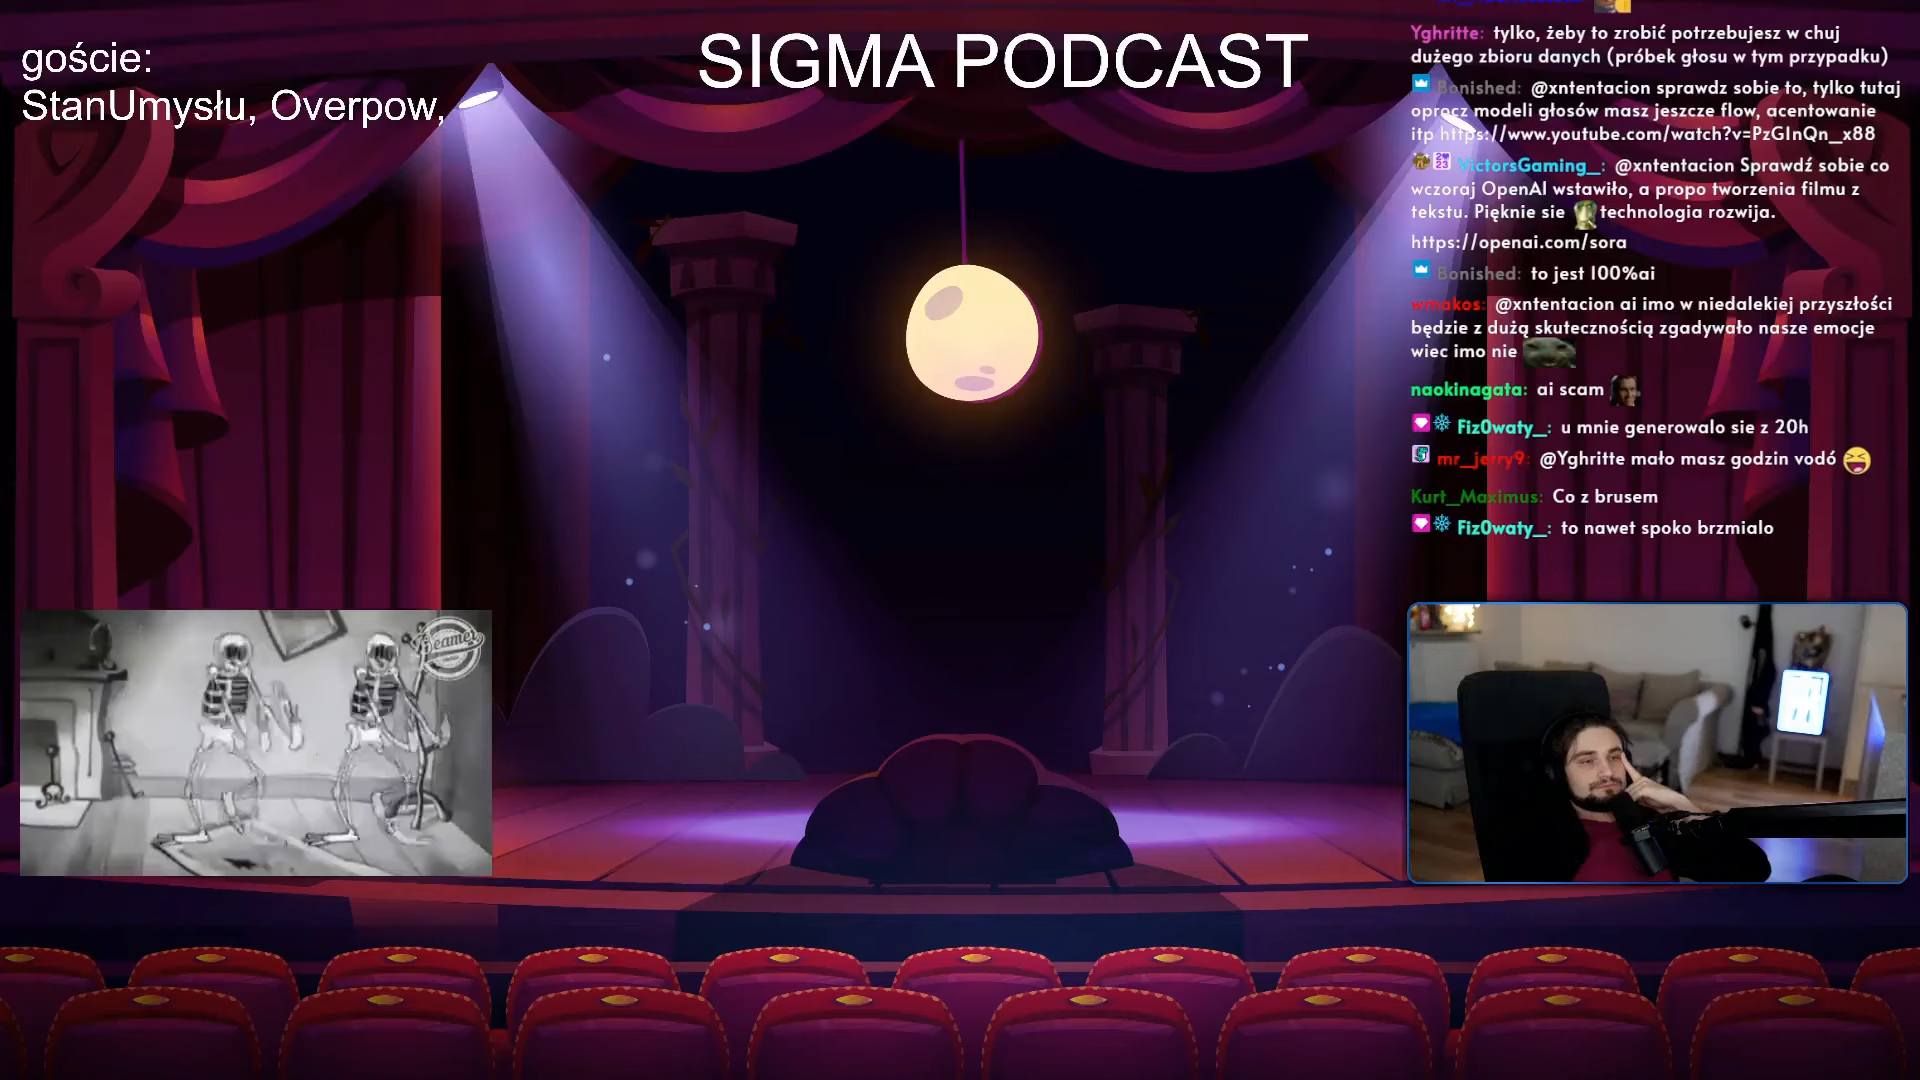 goście:
StanUmysłu, Overpow,
SIGMA PODCAST
Yghritte: tylko, żeby to zrobić potrzebujesz w chuj
dużego zbioru danych (próbek głosu w tym przypadku)
Bonished: @xntentacion sprawdz sobie to, tylko tutaj
oprocz modeli głosów masz jeszcze flow, acentowanie
itp https://www.youtube.com/watch?v=PzGlnQn_x88
VictorsGaming_: @xntentacion Sprawdź sobie co
wczoraj OpenAI wstawiło, a propo tworzenia filmu z
tekstu. Pięknie sie technologia rozwija.
https://openai.com/sora
Bonished: to jest 100%ai
wmakos: @xntentacion ai imo w niedalekiej przyszłości
będzie z dużą skutecznością zgadywało nasze emocje
wiec imo nie
naokinagata: ai scam
Fiz0waty_: u mnie generowalo sie z 20h
mr_jerry9: @Yghritte mało masz godzin vodó
Kurt_Maximus: Co z brusem
Fiz0waty_: to nawet spoko brzmialo
Beamer